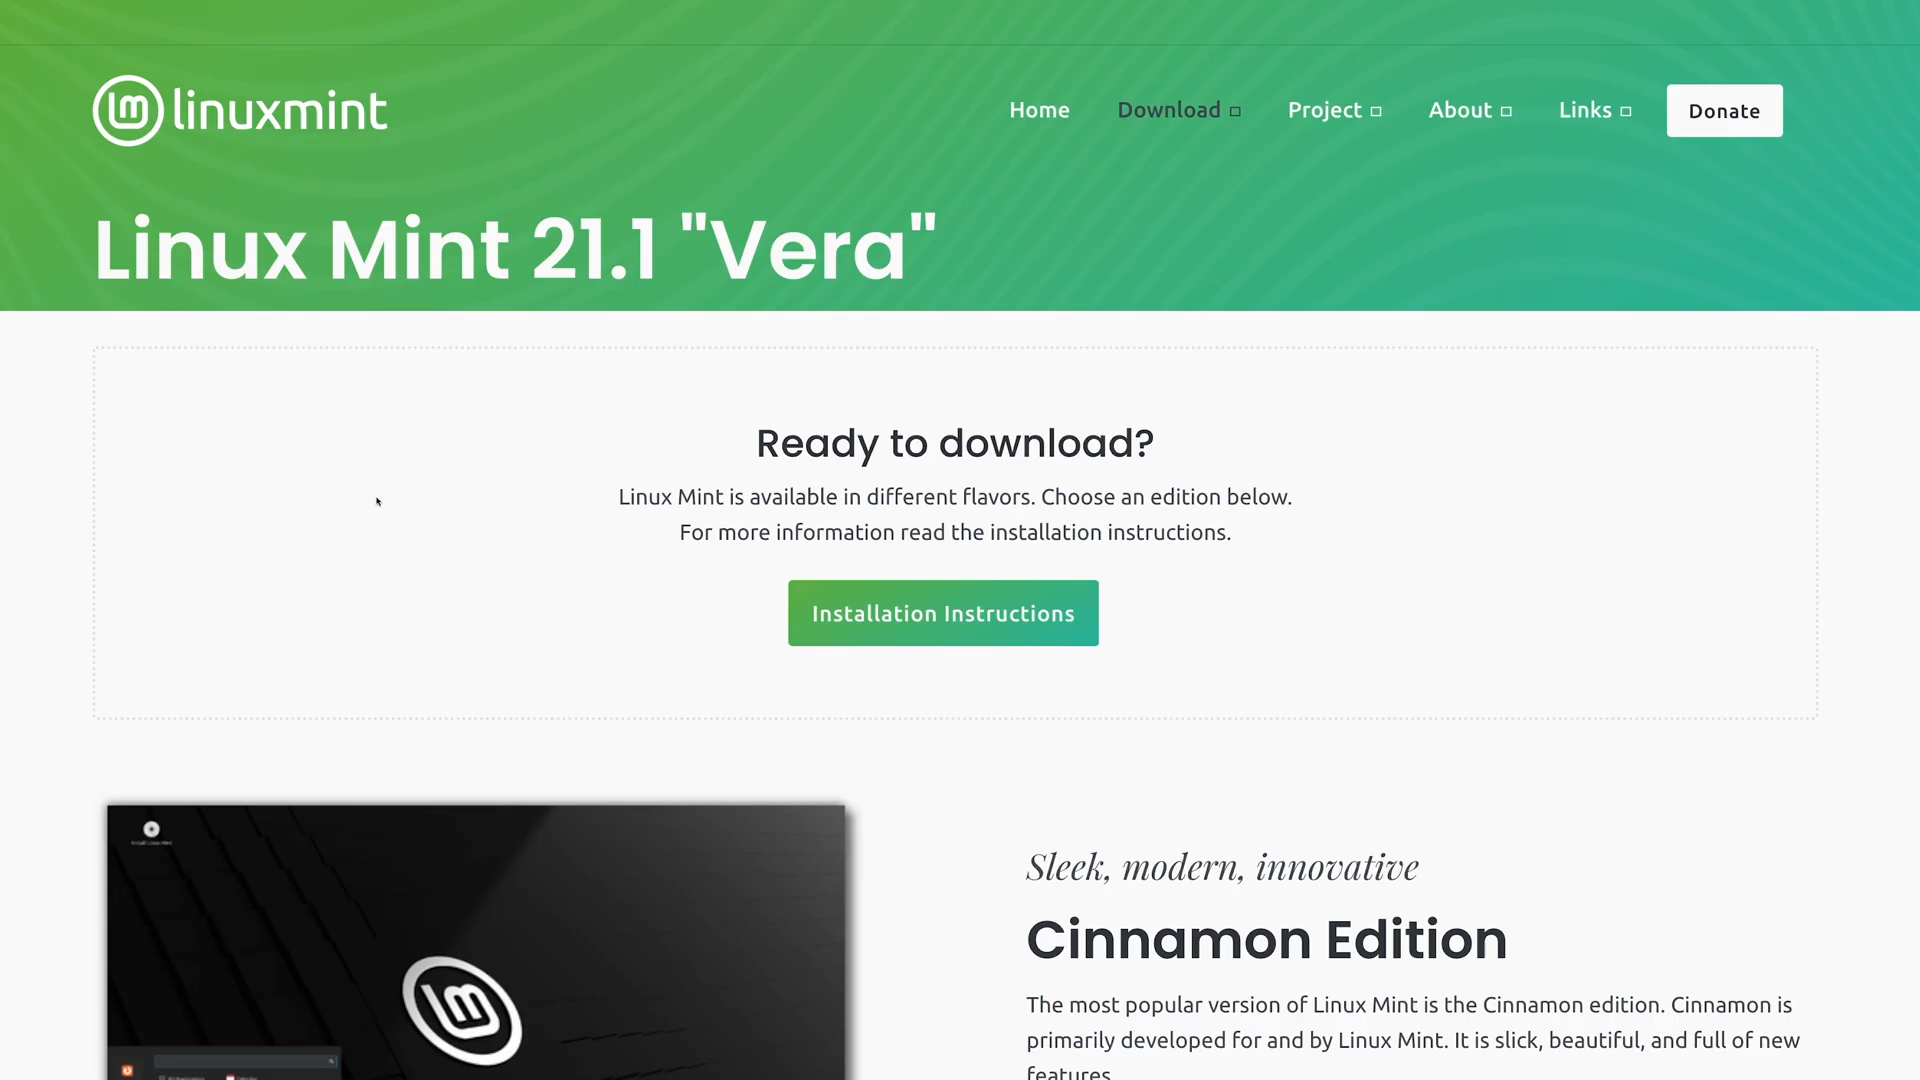 linuxmint
Home Download Project About Links Donate
Linux Mint 21.1 "Vera"
Ready to download?
Linux Mint is available in different flavors. Choose an edition below.
For more information read the installation instructions.
Installation Instructions
Install Linux Mint
Sleek, modern, innovative
Cinnamon Edition
The most popular version of Linux Mint is the Cinnamon edition. Cinnamon is
primarily developed for and by Linux Mint. It is slick, beautiful, and full of new
features.